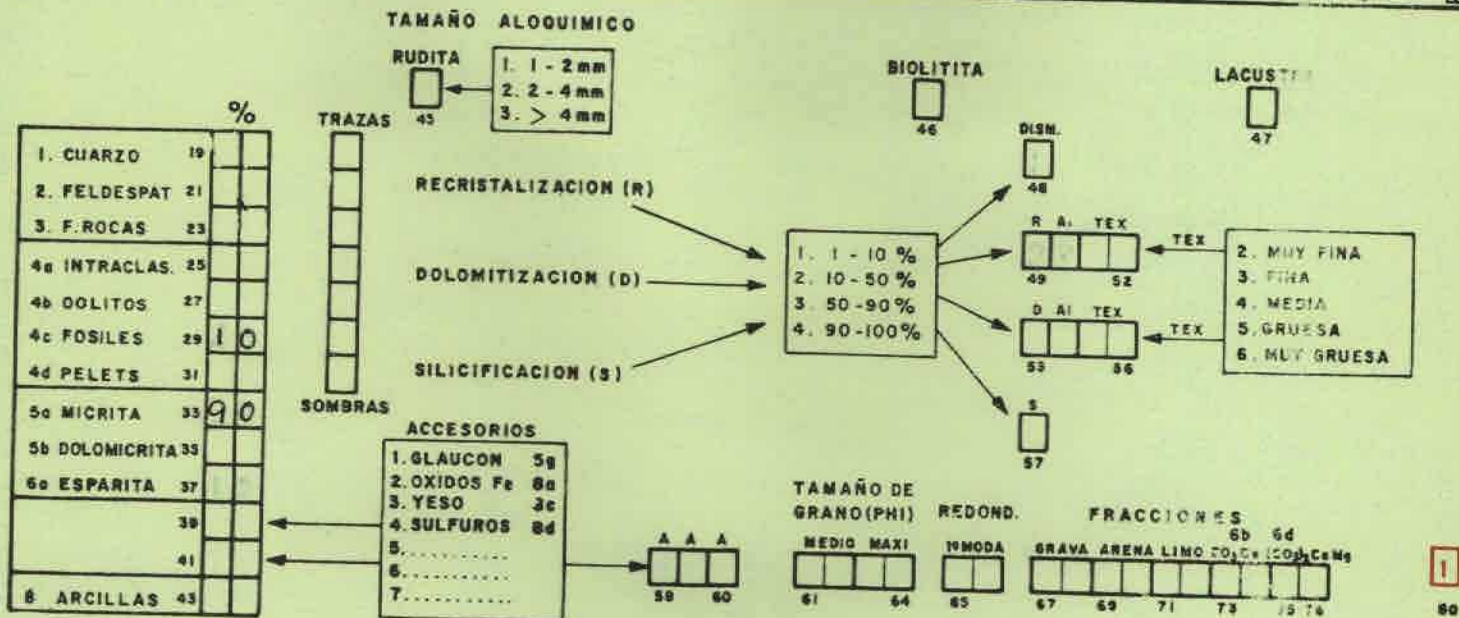 TAMAÑO ALOQUIMICO
RUDITA
45
1. 1 - 2 mm
2. 2 - 4 mm
3. > 4 mm
BIOLITITA
46
47
%
1. CUARZO 19
2. FELDESPAT 21
3. F. ROCAS 23
4a INTRACLAS. 25
4b OOLITOS 27
4c FOSILES 29 1 0
4d PELETS 31
5a MICRITA 33 9 0
5b DOLOMICRITA 35
6a ESPARITA 37
39
41
8 ARCILLAS 43
TRAZAS
SOMBRAS
RECRISTALIZACION (R)
DOLOMITIZACION (D)
SILICIFICACION (S)
1. 1 - 10 %
2. 10 - 50 %
3. 50 - 90 %
4. 90 - 100 %
DISM.
48
R A. TEX
49 52
D AI TEX
53 56
S
57
TEX
TEX
2. MUY FINA
3. FINA
4. MEDIA
5. GRUESA
6. MUY GRUESA
ACCESORIOS
1. GLAUCON 5g
2. OXIDOS Fe 8a
3. YESO 3c
4. SULFUROS 8d
5. ..........
6. ..........
7. ..........
A A A
58 60
TAMAÑO DE
GRANO (PHI)
MEDIO MAXI
61 64
REDOND.
1ª MODA
65
FRACCIONES
6b 6d
GRAVA ARENA LIMO
67 69 71 73 75 76
1
80